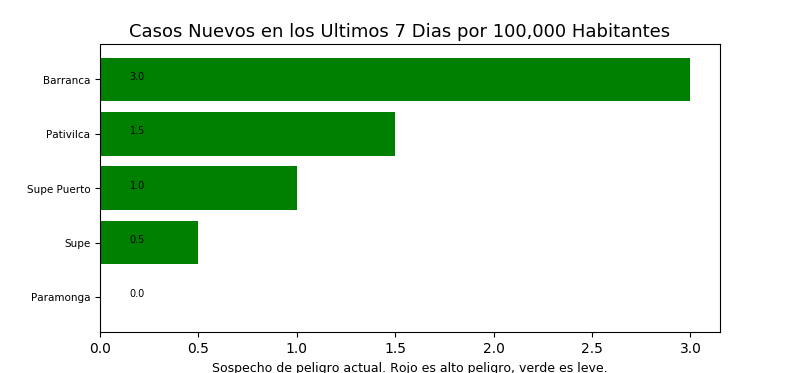 Casos Nuevos en los Ultimos 7 Dias por 100,000 Habitantes
Barranca 3.0
Pativilca 1.5
Supe Puerto 1.0
Supe 0.5
Paramonga 0.0
0.0 0.5 1.0 1.5 2.0 2.5 3.0
Sospecho de peligro actual. Rojo es alto peligro, verde es leve.